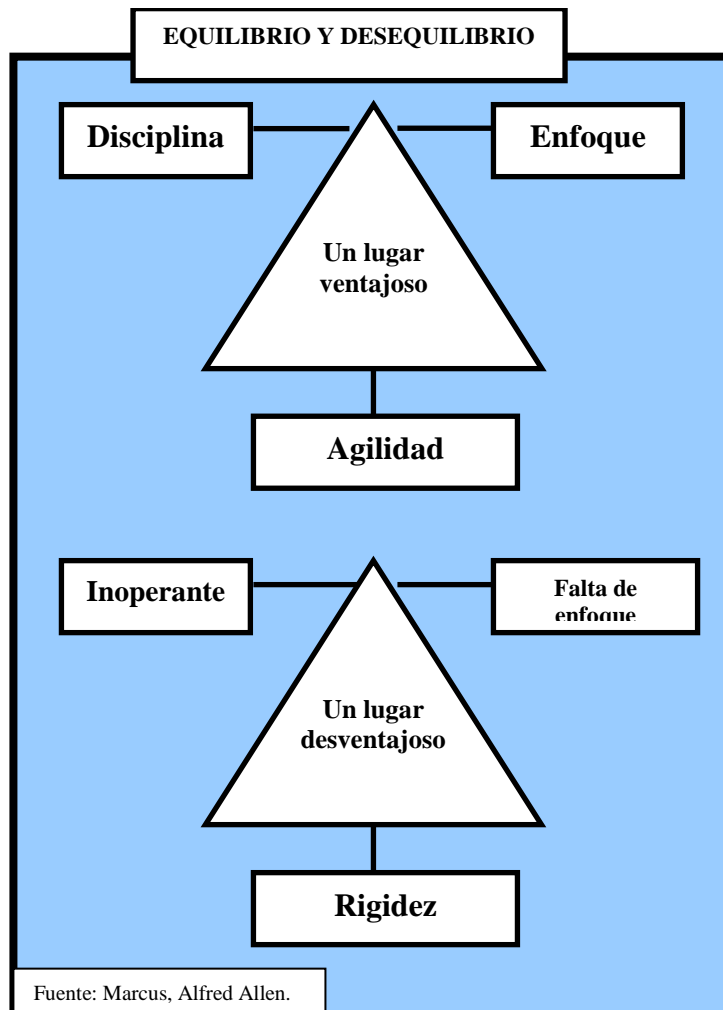 EQUILIBRIO Y DESEQUILIBRIO
Disciplina
Enfoque
Un lugar
ventajoso
Agilidad
Inoperante
Falta de
enfoque
Un lugar
desventajoso
Rigidez
Fuente: Marcus, Alfred Allen.